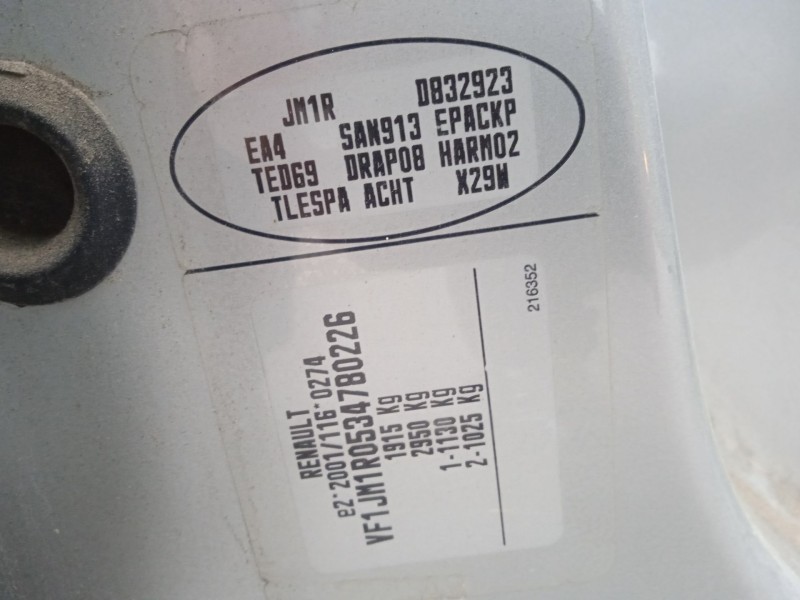 JM1R D832923
EA4 SAN913 EPACKP
TED69 DRAP08 HARM02
TLESPA ACHT X29W
RENAULT
e2*2001/116*0274
VF1JM1R0534780226
1915 Kg
2950 Kg
1-1130 Kg
2-1025 Kg
216352